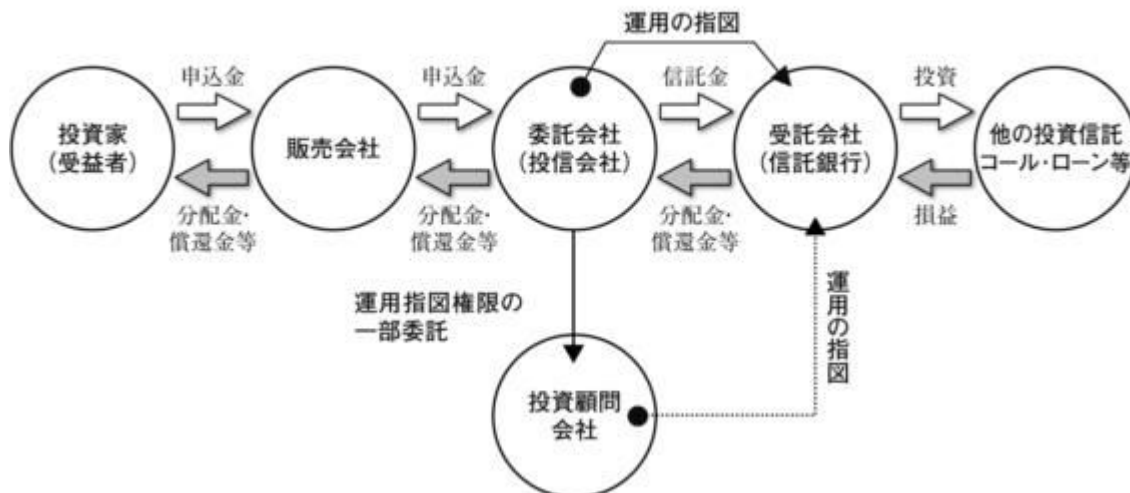 運用の指図
申込金
申込金
信託金
投資
投資家
(受益者)
販売会社
委託会社
(投信会社)
受託会社
(信託銀行)
他の投資信託
コール・ローン等
分配金・
償還金等
分配金・
償還金等
分配金・
償還金等
損益
運用指図権限の
一部委託
運用の指図
投資顧問
会社